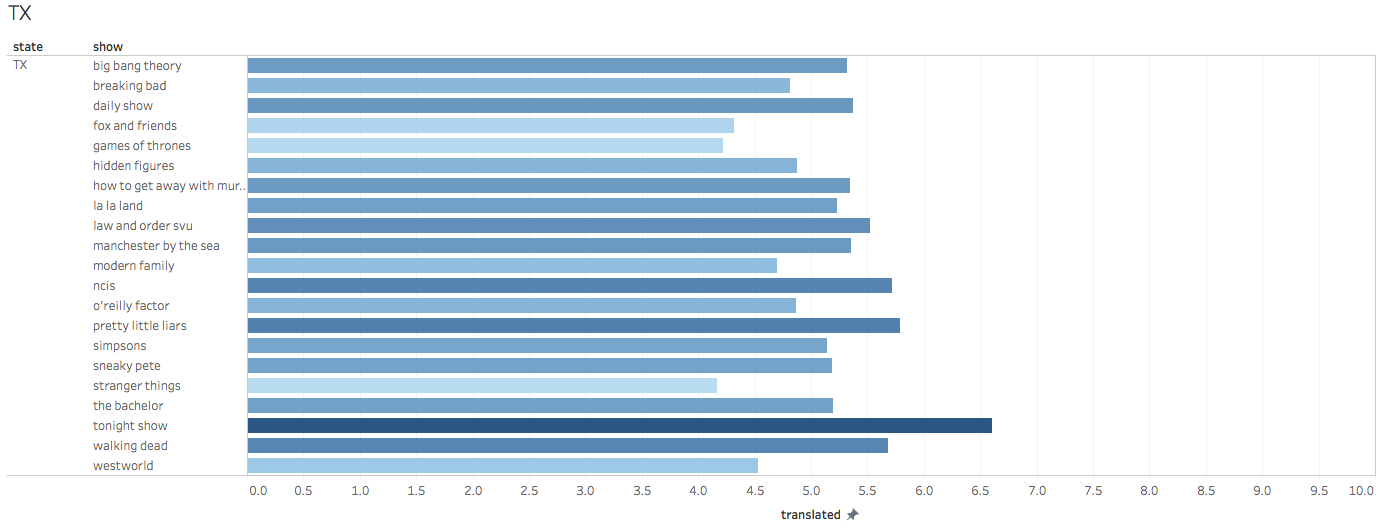 TX
state show
TX big bang theory
breaking bad
daily show
fox and friends
games of thrones
hidden figures
how to get away with mur..
la la land
law and order svu
manchester by the sea
modern family
ncis
o'reilly factor
pretty little liars
simpsons
sneaky pete
stranger things
the bachelor
tonight show
walking dead
westworld
0.0 0.5 1.0 1.5 2.0 2.5 3.0 3.5 4.0 4.5 5.0 5.5 6.0 6.5 7.0 7.5 8.0 8.5 9.0 9.5 10.0
translated